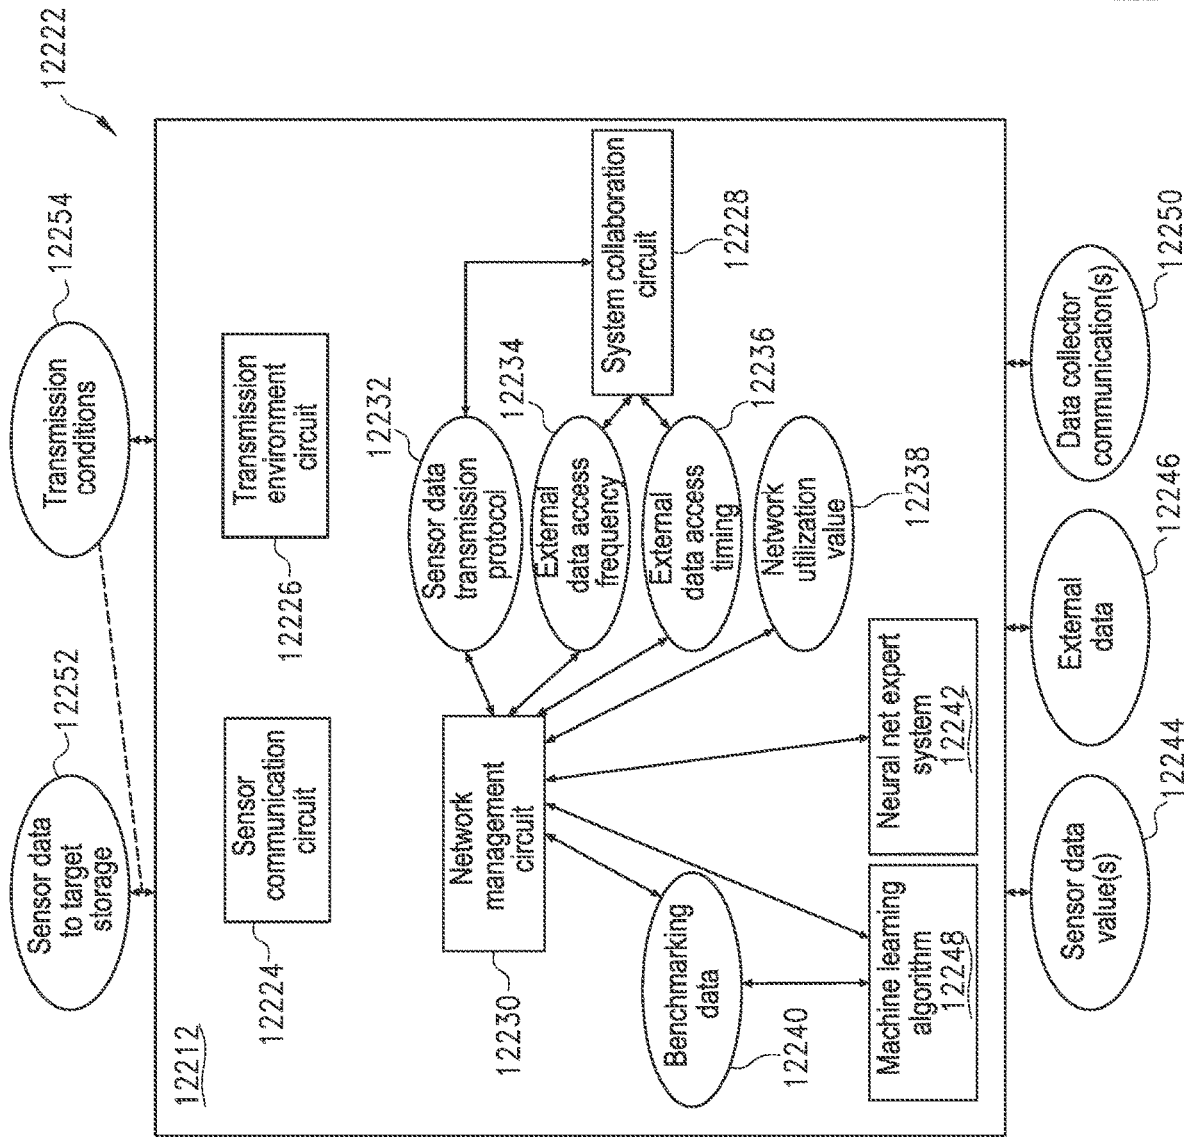 12222
12254
Transmission
conditions
12252
Sensor data
to target
storage
12212
Transmission
environment
circuit
12226
Sensor
communication
circuit
12224
System collaboration
circuit
12228
12232
Sensor data
transmission
protocol
12234
External
data access
frequency
12236
External
data access
timing
12238
Network
utilization
value
Network
management
circuit
12230
Benchmarking
data
12240
Neural net expert
system
12242
Machine learning
algorithm
12248
Data collector
communication(s)
12250
External
data
12246
Sensor data
value(s)
12244